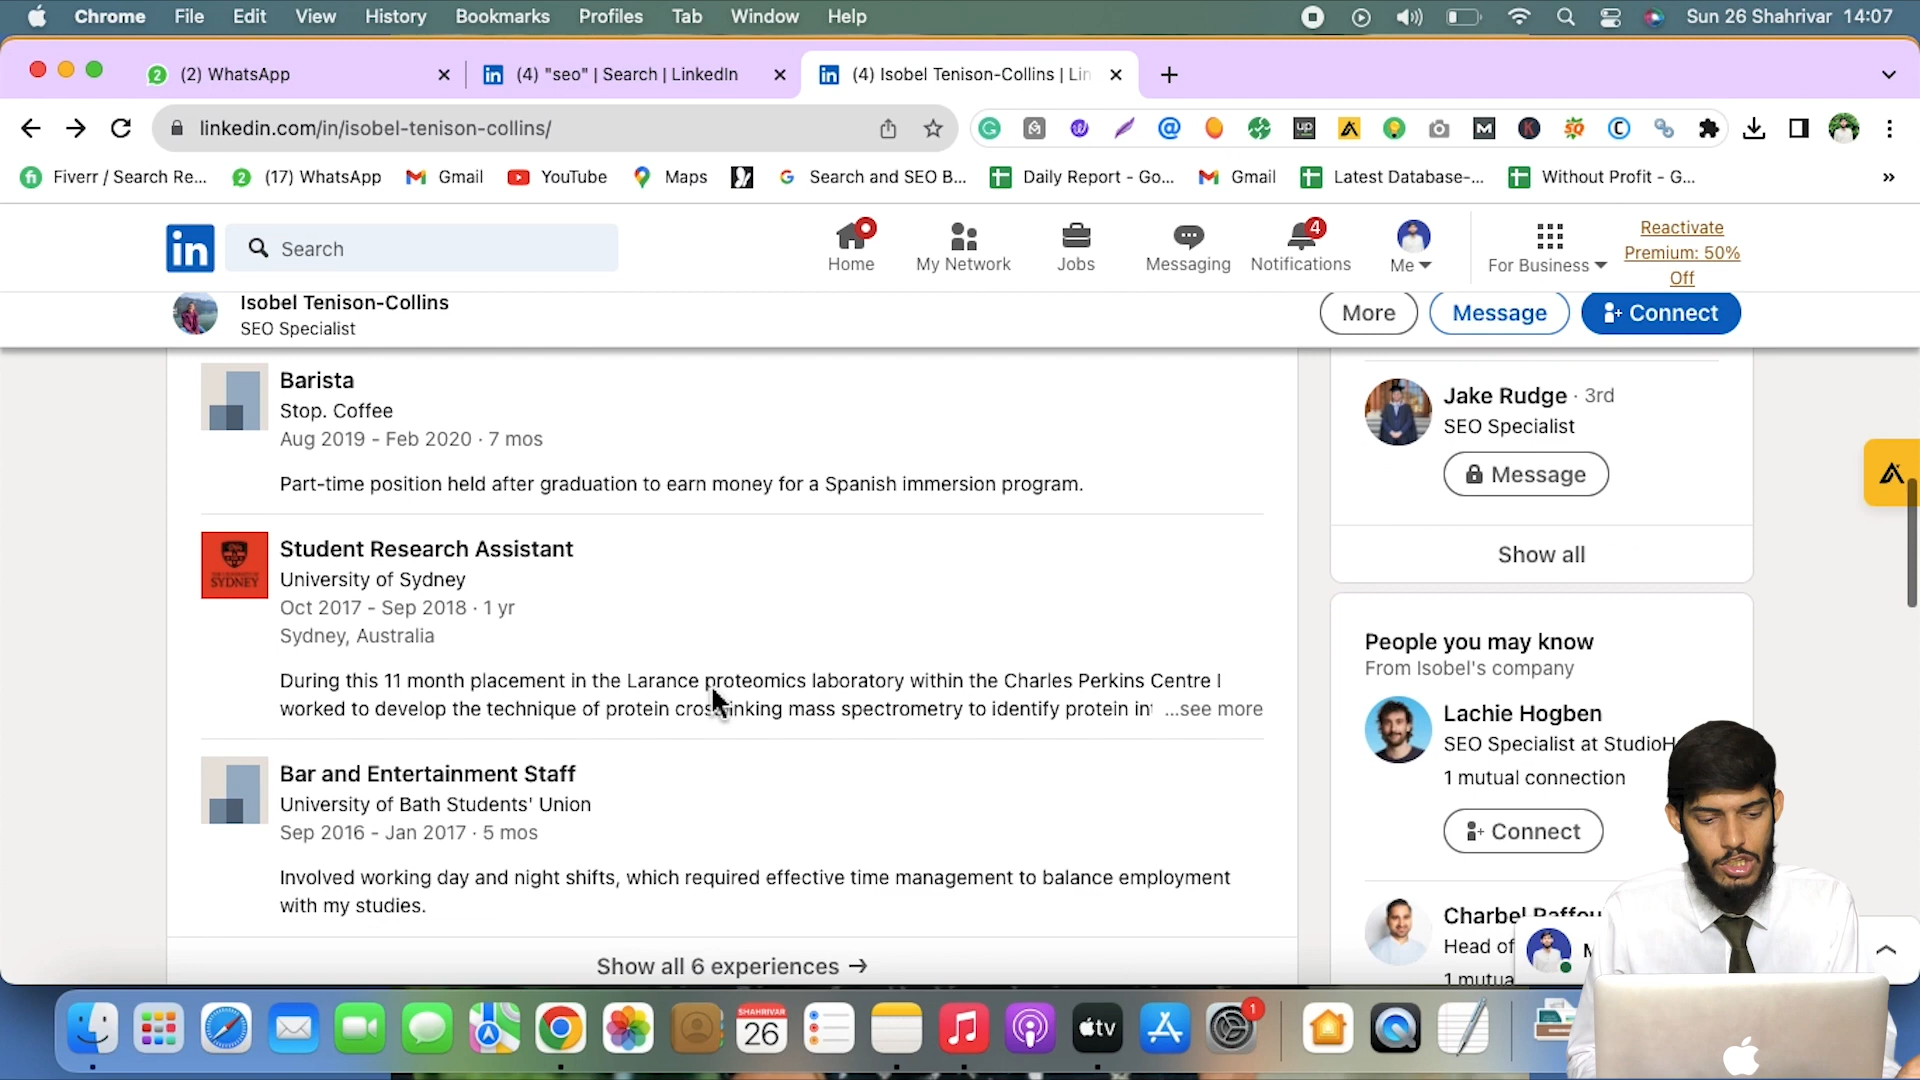 Chrome File Edit View History Bookmarks Profiles Tab Window Help Sun 26 Shahrivar 14:07
(2) WhatsApp
(4) "seo" | Search | LinkedIn
(4) Isobel Tenison-Collins | Lin
linkedin.com/in/isobel-tenison-collins/
Fiverr / Search Re... (17) WhatsApp Gmail YouTube Maps Search and SEO B... Daily Report - Go... Gmail Latest Database-... Without Profit - G... »
in Search
Home
My Network
Jobs
Messaging
4
Notifications
Me
For Business
Reactivate
Premium: 50%
Off
Isobel Tenison-Collins
SEO Specialist
More Message Connect
Barista
Stop. Coffee
Aug 2019 - Feb 2020 · 7 mos
Part-time position held after graduation to earn money for a Spanish immersion program.
SYDNEY
Student Research Assistant
University of Sydney
Oct 2017 - Sep 2018 · 1 yr
Sydney, Australia
During this 11 month placement in the Larance proteomics laboratory within the Charles Perkins Centre I
worked to develop the technique of protein mass spectrometry to identify protein ...see more
Bar and Entertainment Staff
University of Bath Students' Union
Sep 2016 - Jan 2017 · 5 mos
Involved working day and night shifts, which required effective time management to balance employment
with my studies.
Show all 6 experiences →
Jake Rudge · 3rd
SEO Specialist
Message
Show all
People you may know
From Isobel's company
Lachie Hogben
SEO Specialist at StudioH
1 mutual connection
Connect
Charbel
Head of
1 mutua
SHAHRIVAR
26
tv
1